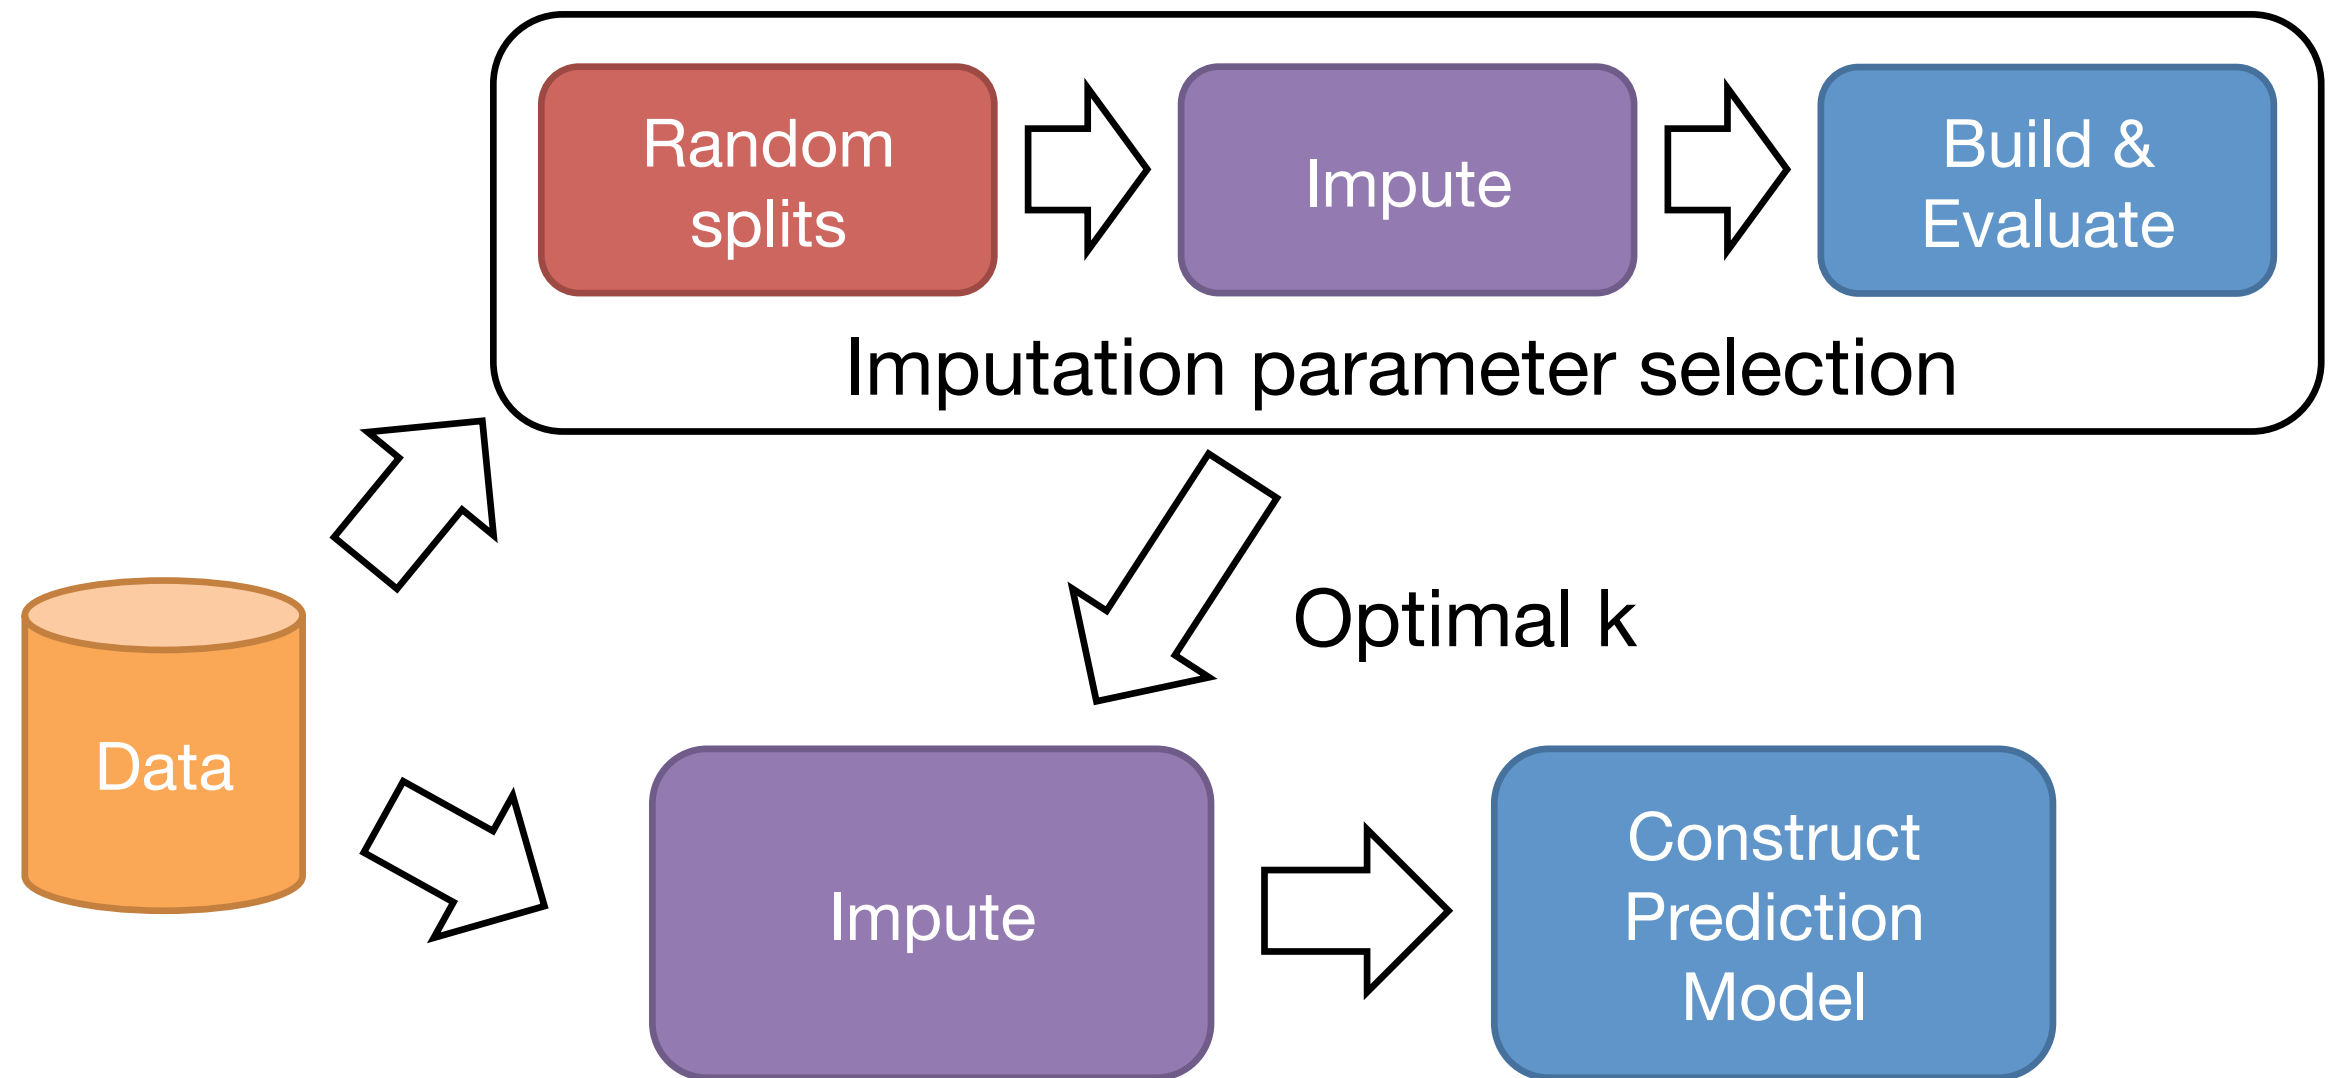 Random
splits
Impute
Build &
Evaluate
Imputation parameter selection
Optimal k
Data
Impute
Construct
Prediction
Model